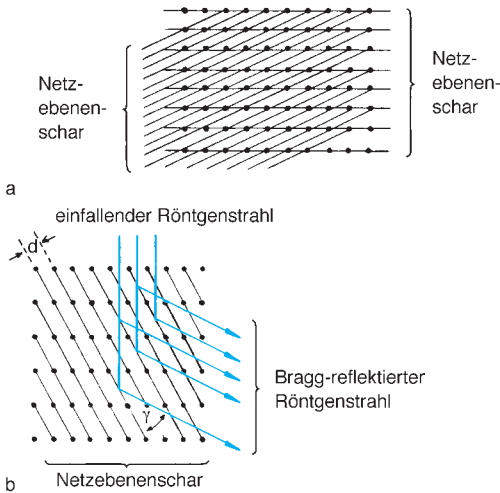 Netz-
ebenen-
schar
Netz-
ebenen-
schar
a
einfallender Röntgenstrahl
d
Bragg-reflektierter
Röntgenstrahl
γ
b
Netzebenenschar